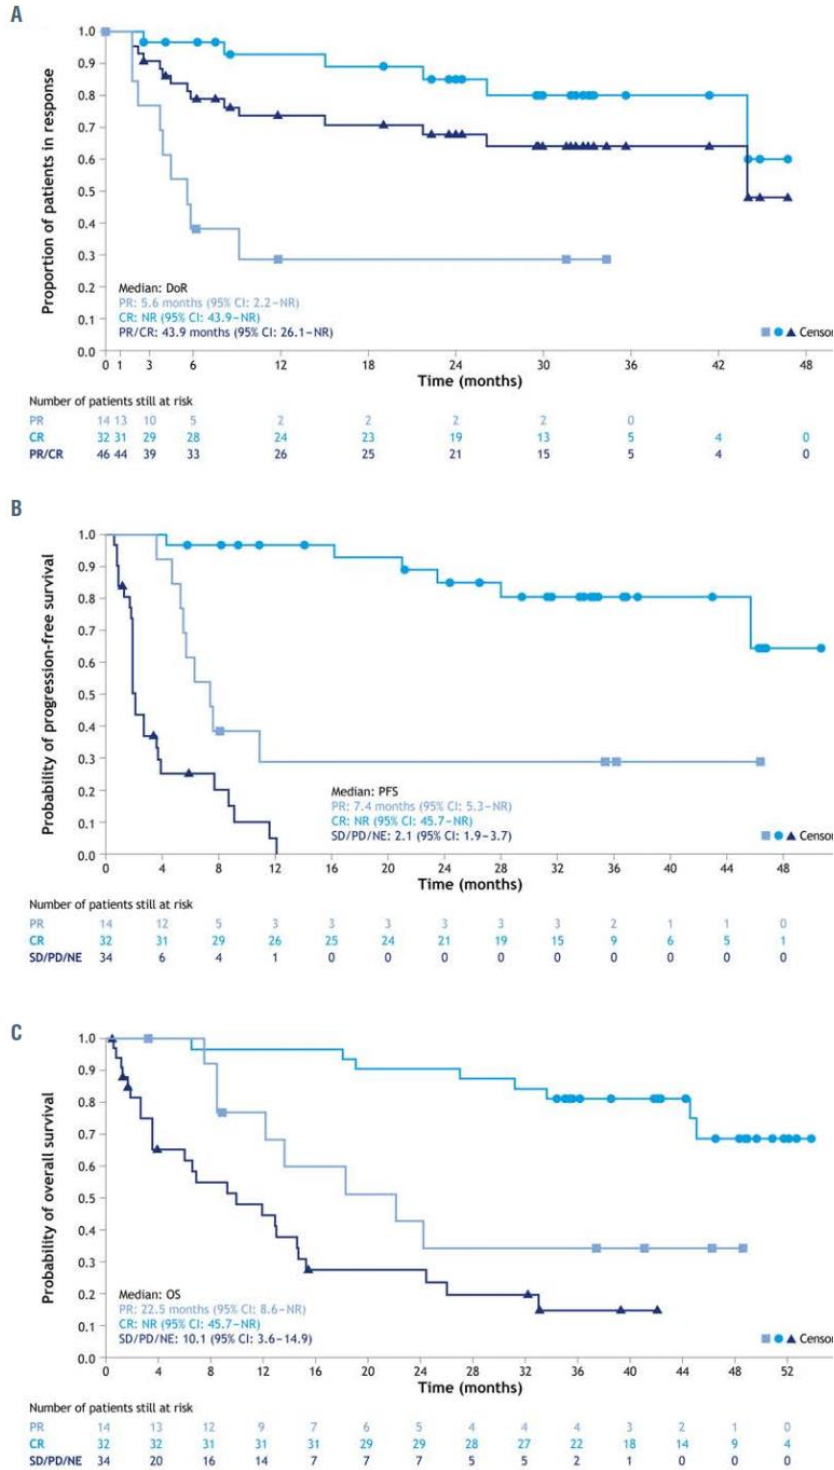 A
Proportion of patients in response
1.0
0.9
0.8
0.7
0.6
0.5
0.4
0.3
0.2
0.1
0.0
Median: DoR
PR: 5.6 months (95% CI: 2.2–NR)
CR: NR (95% CI: 43.9–NR)
PR/CR: 43.9 months (95% CI: 26.1–NR)
Censor
0 1 3 6 12 18 24 30 36 42 48
Time (months)
Number of patients still at risk
PR 14 13 10 5 2 2 2 2 0
CR 32 31 29 28 24 23 19 13 5 4 0
PR/CR 46 44 39 33 26 25 21 15 5 4 0
B
Probability of progression-free survival
1.0
0.9
0.8
0.7
0.6
0.5
0.4
0.3
0.2
0.1
0.0
Median: PFS
PR: 7.4 months (95% CI: 5.3–NR)
CR: NR (95% CI: 45.7–NR)
SD/PD/NE: 2.1 (95% CI: 1.9–3.7)
Censor
0 4 8 12 16 20 24 28 32 36 40 44 48
Time (months)
Number of patients still at risk
PR 14 12 5 3 3 3 3 3 3 2 1 1 0
CR 32 31 29 26 25 24 21 19 15 9 6 5 1
SD/PD/NE 34 6 4 1 0 0 0 0 0 0 0 0 0
C
Probability of overall survival
1.0
0.9
0.8
0.7
0.6
0.5
0.4
0.3
0.2
0.1
0.0
Median: OS
PR: 22.5 months (95% CI: 8.6–NR)
CR: NR (95% CI: 45.7–NR)
SD/PD/NE: 10.1 (95% CI: 3.6–14.9)
Censor
0 4 8 12 16 20 24 28 32 36 40 44 48 52
Time (months)
Number of patients still at risk
PR 14 13 12 9 7 6 5 4 4 4 3 2 1 0
CR 32 32 31 31 31 29 29 28 27 22 18 14 9 4
SD/PD/NE 34 20 16 14 7 7 7 5 5 2 1 0 0 0